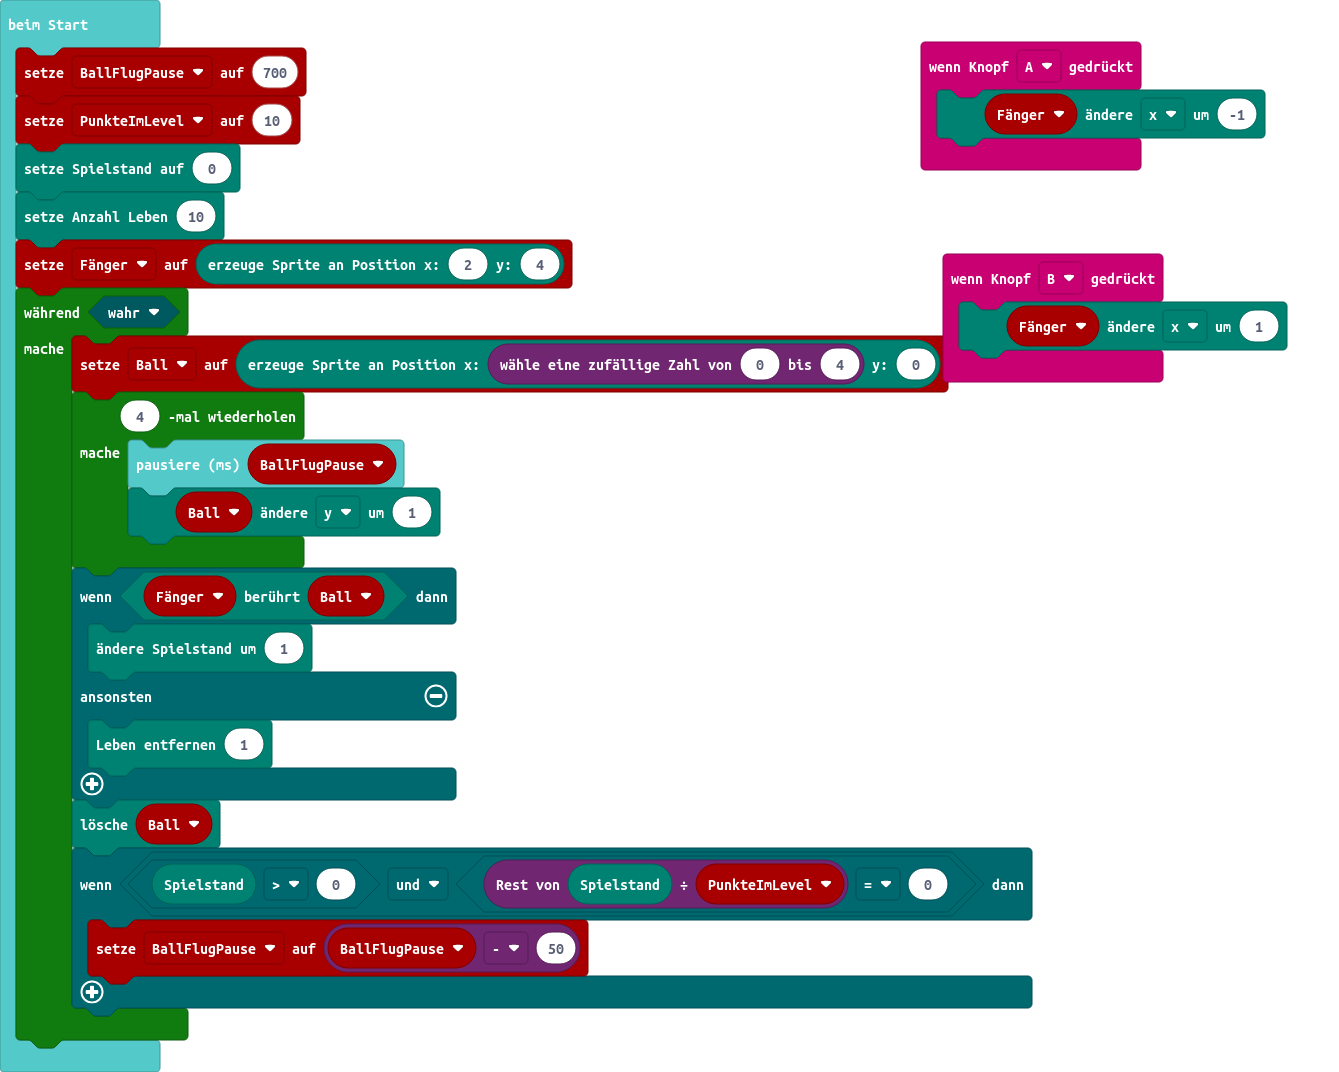 beim Start
setze BallFlugPause auf 700
setze PunkteImLevel auf 10
setze Spielstand auf 0
setze Anzahl Leben 10
setze Fänger auf erzeuge Sprite an Position x: 2 y: 4
während wahr
mache
setze Ball auf erzeuge Sprite an Position x: wähle eine zufällige Zahl von 0 bis 4 y: 0
4 -mal wiederholen
mache
pausiere (ms) BallFlugPause
Ball ändere y um 1
wenn Fänger berührt Ball dann
ändere Spielstand um 1
ansonsten
Leben entfernen 1
lösche Ball
wenn Spielstand > 0 und Rest von Spielstand ÷ PunkteImLevel = 0 dann
setze BallFlugPause auf BallFlugPause - 50
wenn Knopf A gedrückt
Fänger ändere x um -1
wenn Knopf B gedrückt
Fänger ändere x um 1